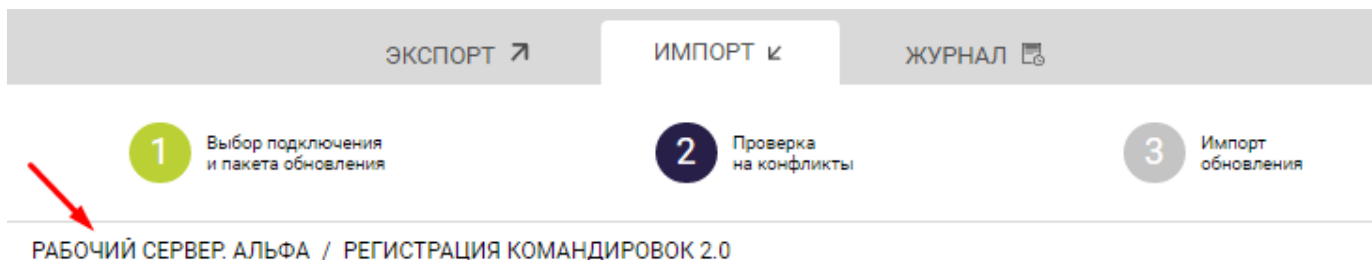 ЭКСПОРТ ИМПОРТ ЖУРНАЛ
1 Выбор подключения
и пакета обновления
2 Проверка
на конфликты
3 Импорт
обновления
РАБОЧИЙ СЕРВЕР: АЛЬФА / РЕГИСТРАЦИЯ КОМАНДИРОВОК 2.0